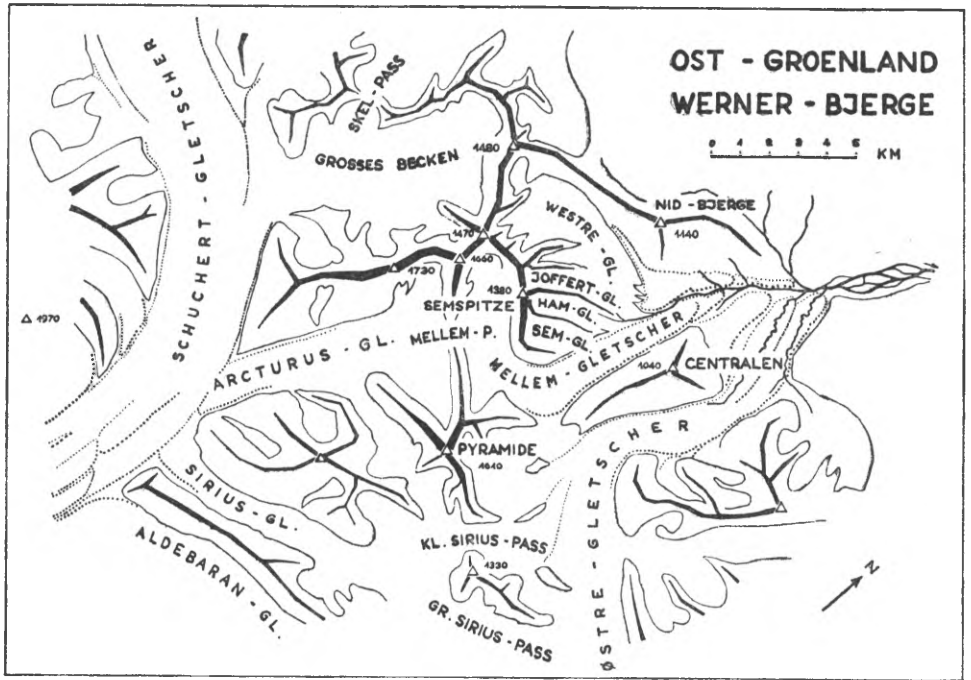 OST - GROENLAND
WERNER - BJERGE
0 1 2 3 4 5 KM
SCHUCHERT - GLETSCHER
SKEL - PASS
GROSSES BECKEN
1480
NID - BJERGE
1140
WESTRE - GL.
1470
1660
1730
JOFFERT - GL.
1380
SEMSPITZE
HAM - GL.
SEM - GL.
1970
ARCTURUS - GL.
MELLEM - P.
MELLEM - GLETSCHER
1040
CENTRALEN
PYRAMIDE
1610
SIRIUS - GL.
ALDEBARAN - GL.
KL. SIRIUS - PASS
1330
GR. SIRIUS - PASS
ØSTRE - GLETSCHER
N